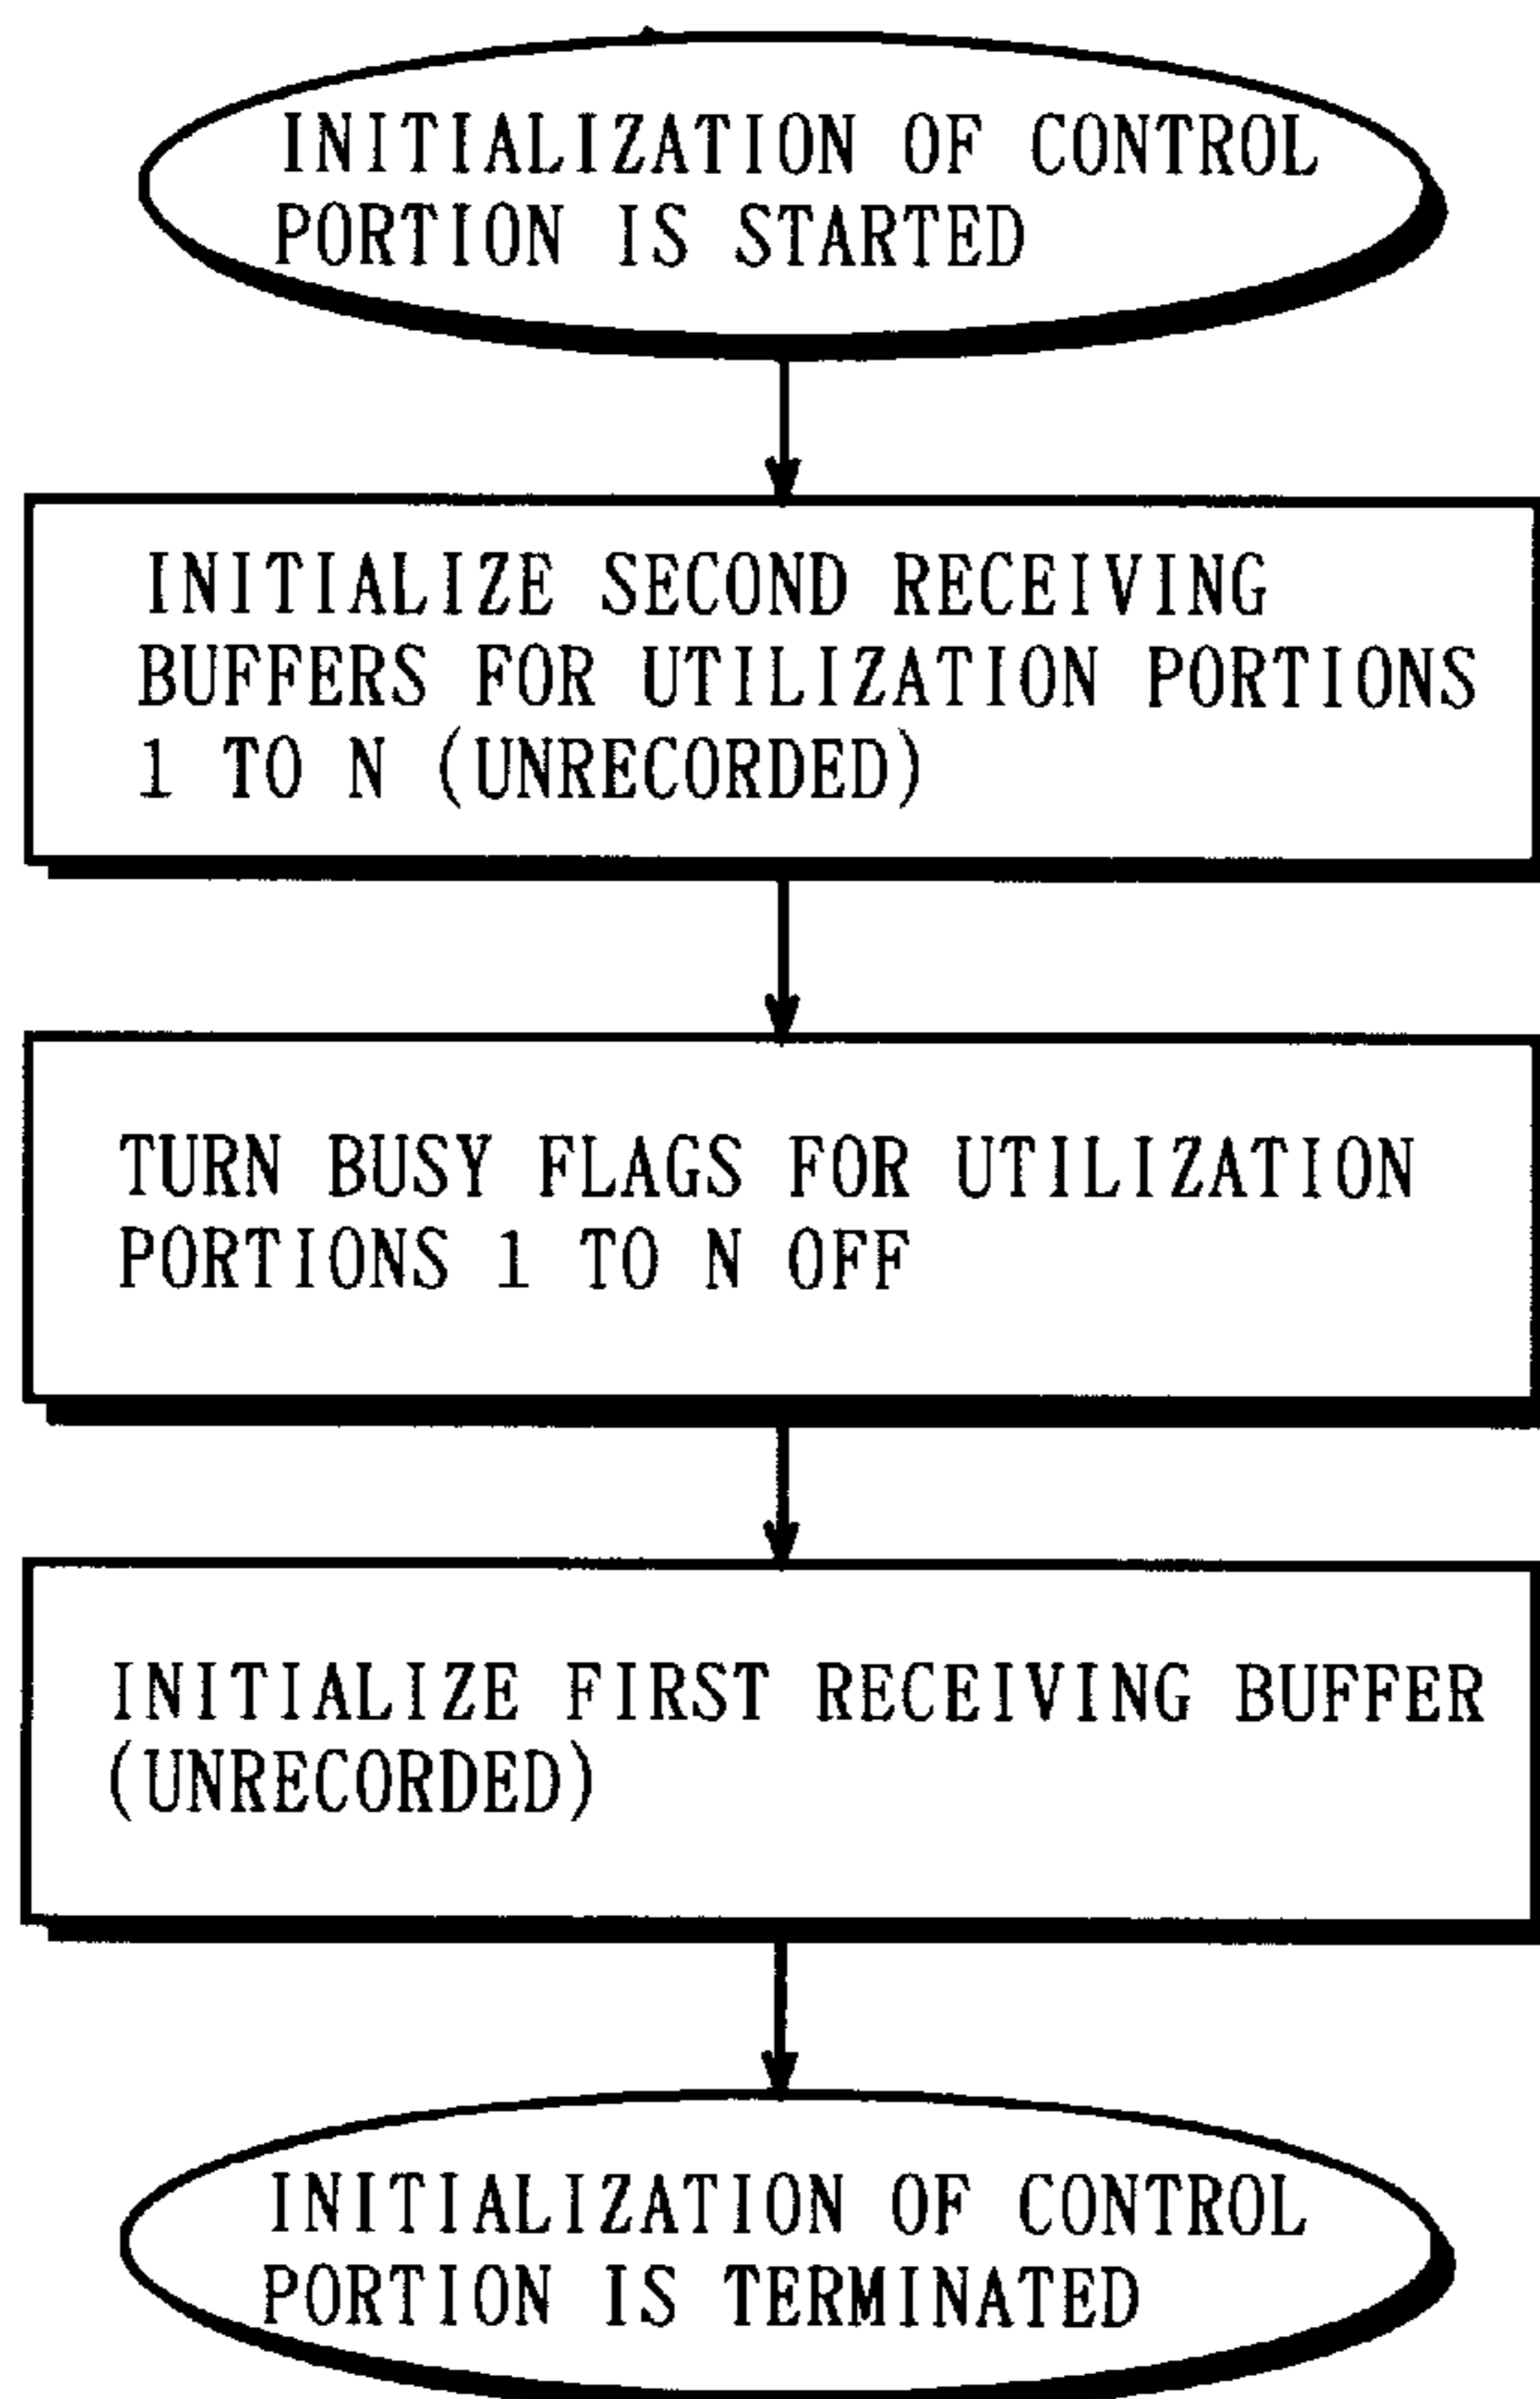 INITIALIZATION OF CONTROL
PORTION IS STARTED
INITIALIZE SECOND RECEIVING
BUFFERS FOR UTILIZATION PORTIONS
1 TO N (UNRECORDED)
TURN BUSY FLAGS FOR UTILIZATION
PORTIONS 1 TO N OFF
INITIALIZE FIRST RECEIVING BUFFER
(UNRECORDED)
INITIALIZATION OF CONTROL
PORTION IS TERMINATED